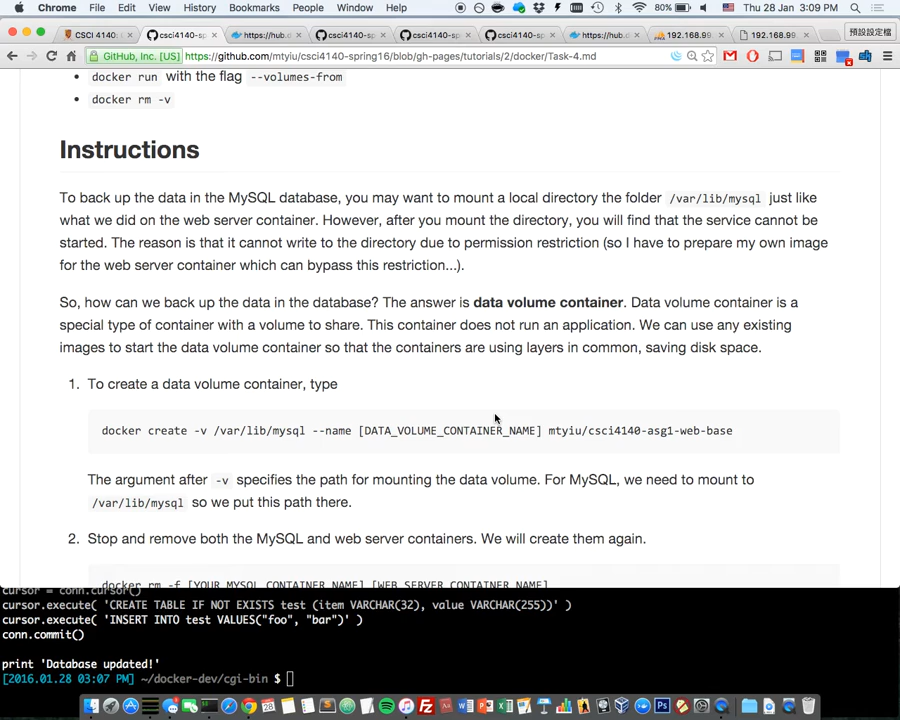 Chrome File Edit View History Bookmarks People Window Help 80% Thu 28 Jan 3:09 PM
CSCI 4140: csci4140-sp https://hub.d csci4140-sp csci4140-sp csci4140-sp https://hub.d 192.168.99. 192.168.99. 預設設定檔
GitHub, Inc. [US] https://github.com/mtyiu/csci4140-spring16/blob/gh-pages/tutorials/2/docker/Task-4.md
docker run with the flag --volumes-from
docker rm -v
Instructions
To back up the data in the MySQL database, you may want to mount a local directory the folder /var/lib/mysql just like
what we did on the web server container. However, after you mount the directory, you will find that the service cannot be
started. The reason is that it cannot write to the directory due to permission restriction (so I have to prepare my own image
for the web server container which can bypass this restriction...).
So, how can we back up the data in the database? The answer is data volume container. Data volume container is a
special type of container with a volume to share. This container does not run an application. We can use any existing
images to start the data volume container so that the containers are using layers in common, saving disk space.
1. To create a data volume container, type
docker create -v /var/lib/mysql --name [DATA_VOLUME_CONTAINER_NAME] mtyiu/csci4140-asg1-web-base
The argument after -v specifies the path for mounting the data volume. For MySQL, we need to mount to
/var/lib/mysql so we put this path there.
2. Stop and remove both the MySQL and web server containers. We will create them again.
docker rm -f [YOUR_MYSQL_CONTAINER_NAME] [WEB_SERVER_CONTAINER_NAME]
cursor = conn.cursor()
cursor.execute( 'CREATE TABLE IF NOT EXISTS test (item VARCHAR(32), value VARCHAR(255))' )
cursor.execute( 'INSERT INTO test VALUES("foo", "bar")' )
conn.commit()
print 'Database updated!'
[2016.01.28 03:07 PM] ~/docker-dev/cgi-bin $